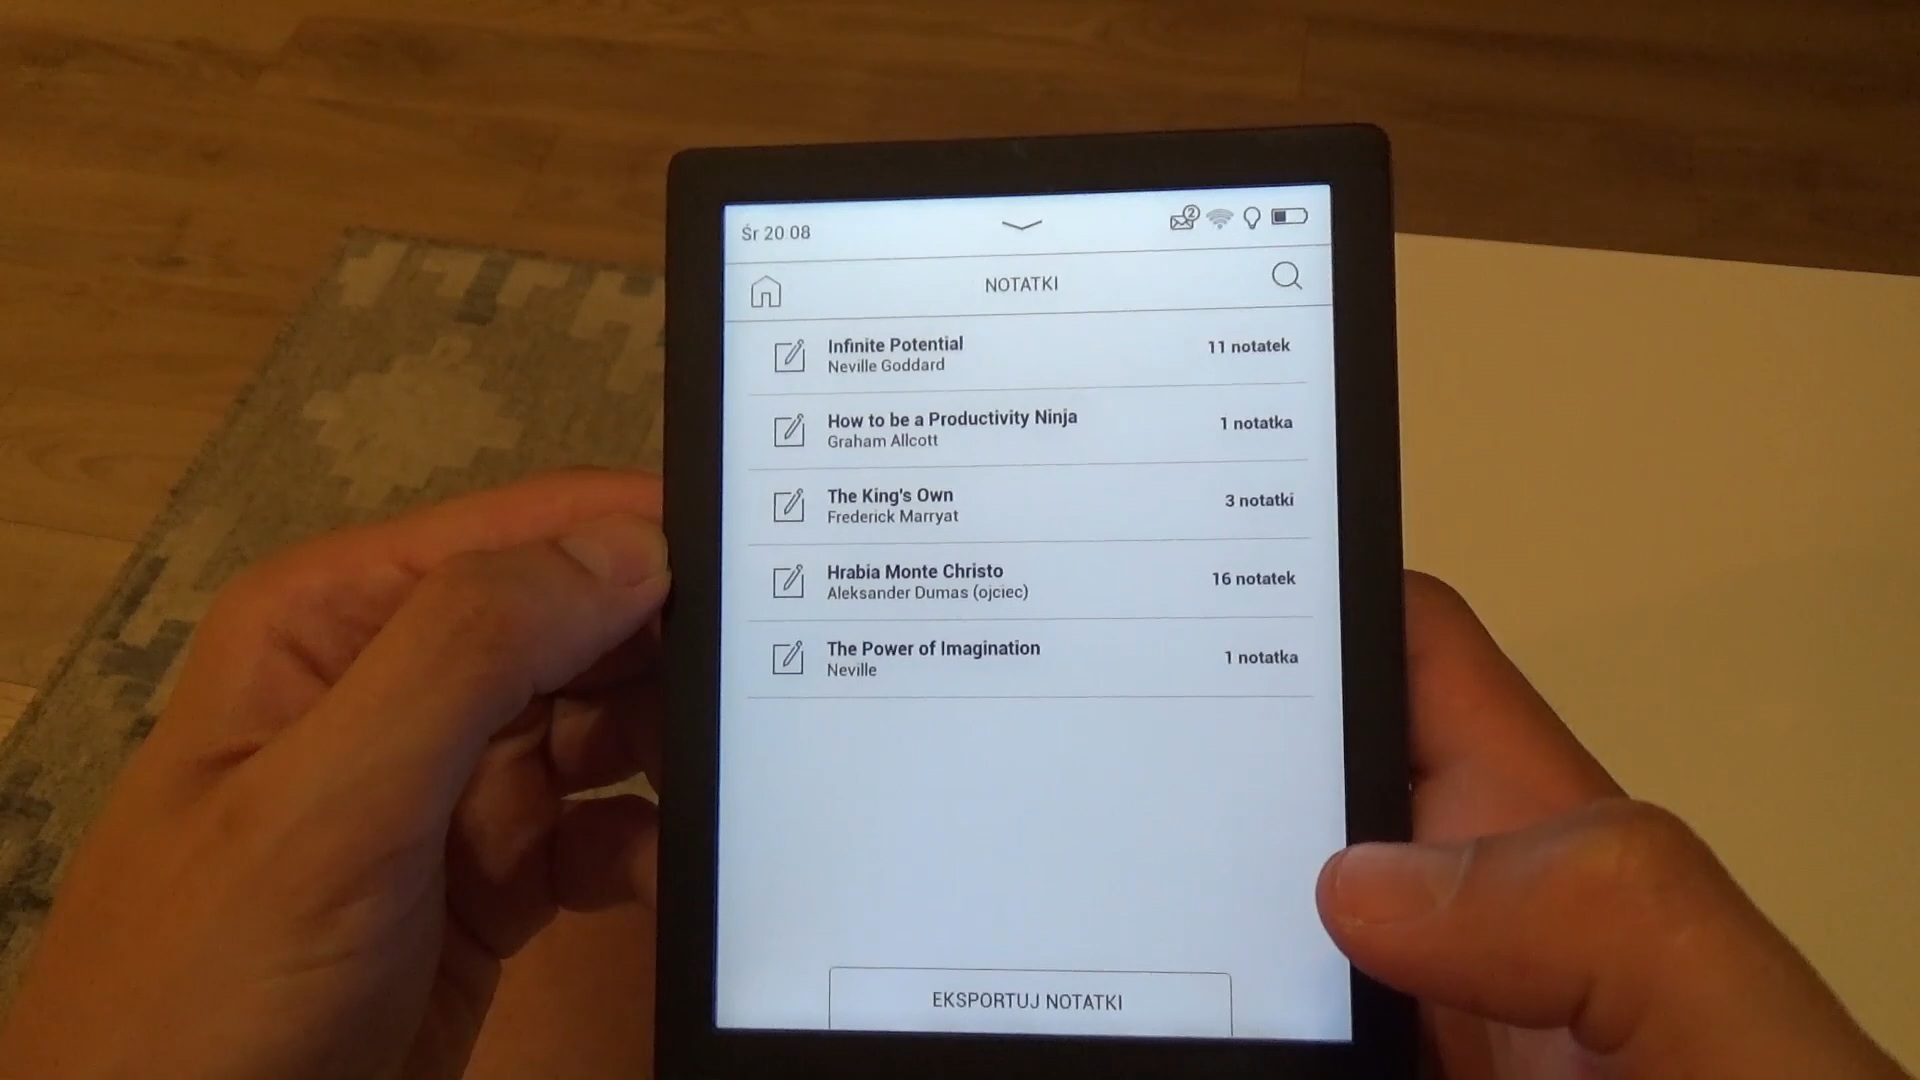 Śr 20 08
2
NOTATKI
Infinite Potential
11 notatek
Neville Goddard
How to be a Productivity Ninja
1 notatka
Graham Allcott
The King's Own
3 notatki
Frederick Marryat
Hrabia Monte Christo
16 notatek
Aleksander Dumas (ojciec)
The Power of Imagination
1 notatka
Neville
EKSPORTUJ NOTATKI